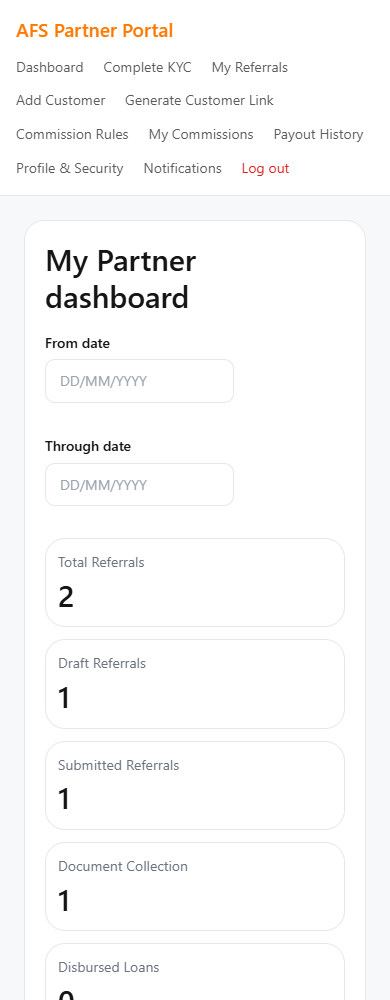 AFS Partner Portal
Dashboard Complete KYC My Referrals
Add Customer Generate Customer Link
Commission Rules My Commissions Payout History
Profile & Security Notifications Log out
My Partner
dashboard
From date
DD/MM/YYYY
Through date
DD/MM/YYYY
Total Referrals
2
Draft Referrals
1
Submitted Referrals
1
Document Collection
1
Disbursed Loans
0